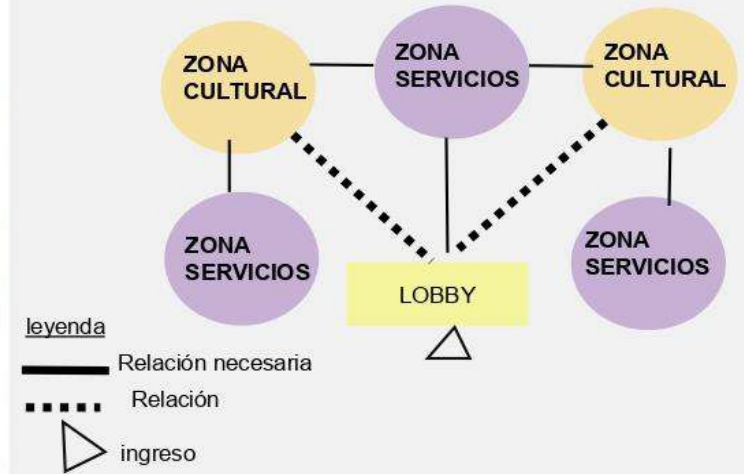 ZONA
CULTURAL
ZONA
SERVICIOS
ZONA
CULTURAL
ZONA
SERVICIOS
ZONA
SERVICIOS
LOBBY
leyenda
Relación necesaria
Relación
ingreso